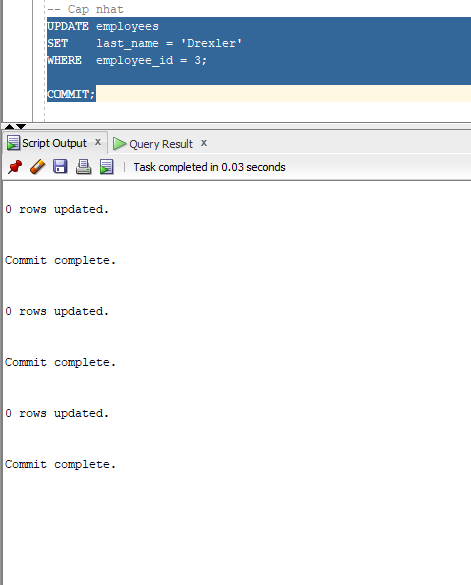 -- Cap nhat
UPDATE employees
SET last_name = 'Drexler'
WHERE employee_id = 3;
COMMIT;
Script Output x Query Result x
Task completed in 0.03 seconds
0 rows updated.
Commit complete.
0 rows updated.
Commit complete.
0 rows updated.
Commit complete.